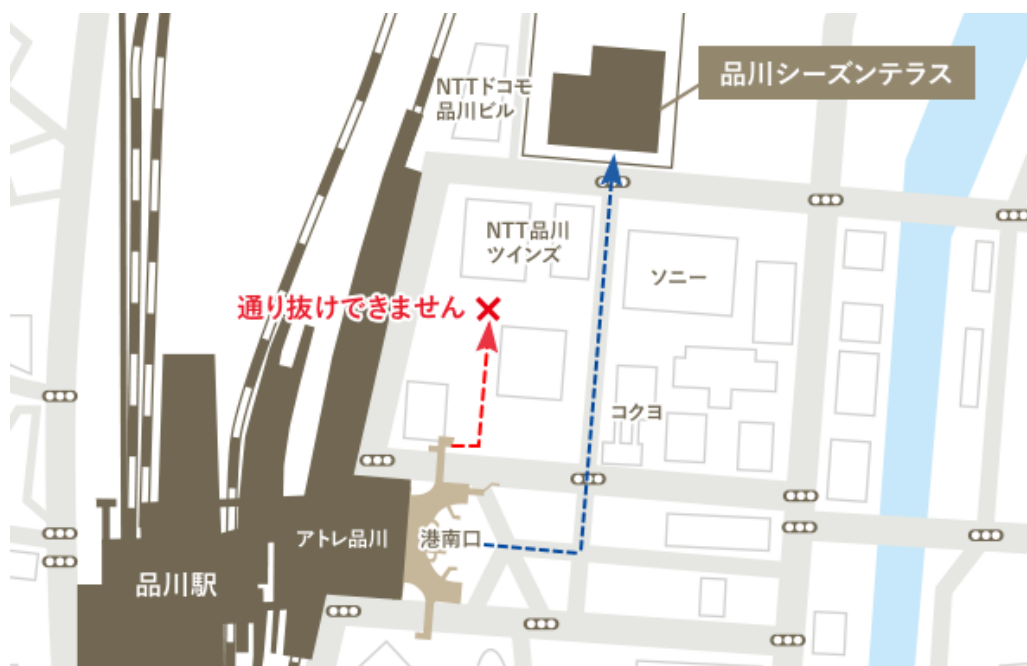 NTTドコモ
品川ビル
品川シーズンテラス
NTT品川
ツインズ
ソニー
通り抜けできません
コクヨ
アトレ品川
港南口
品川駅